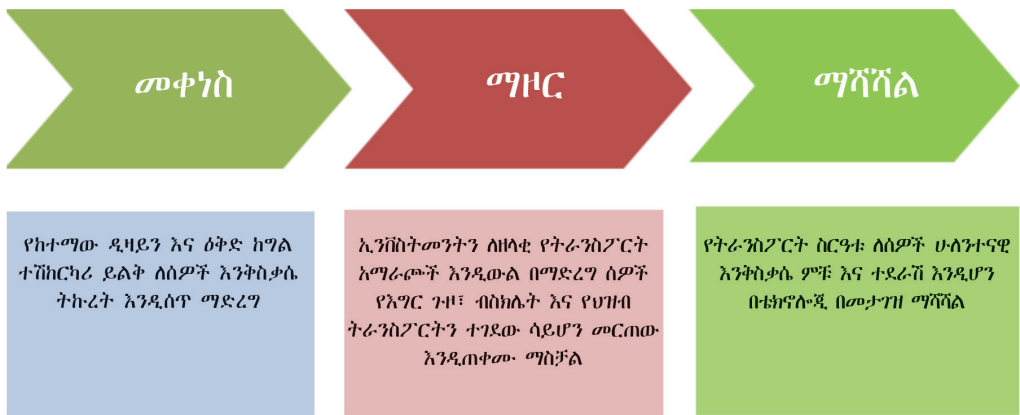 መቀነስ
ማዞር
ማሻሻል
የከተማው ዲዛይን እና ዕቅድ ከግል
ተሽከርካሪ ይልቅ ለሰዎች እንቅስቃሴ
ትኩረት እንዲሰጥ ማድረግ
ኢንቨስትመንትን ለዘላቂ የትራንስፖርት
አማራጮች እንዲውል በማድረግ ሰዎች
የእግር ጉዞ፣ ብስክሌት እና የህዝብ
ትራንስፖርትን ተገደው ሳይሆን መርጠው
እንዲጠቀሙ ማስቻል
የትራንስፖርት ስርዓቱ ለሰዎች ሁለንተናዊ
እንቅስቃሴ ምቹ እና ተደራሽ እንዲሆን
በቴክኖሎጂ በመታገዝ ማሻሻል